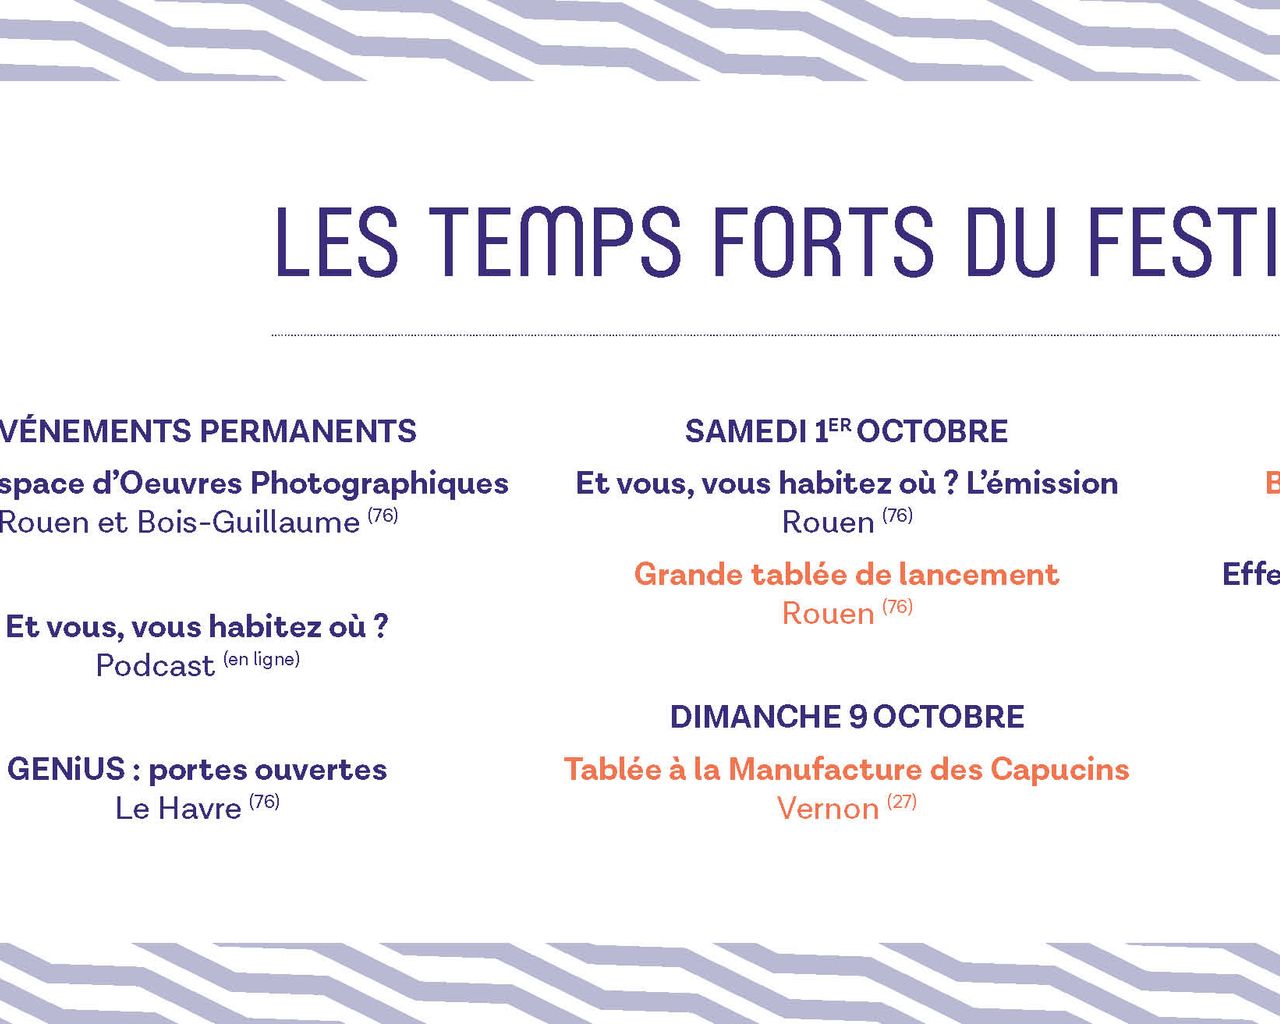 LES TEMPS FORTS DU FESTI
VÉNEMENTS PERMANENTS
space d’Oeuvres Photographiques
Rouen et Bois-Guillaume (76)
Et vous, vous habitez où ?
Podcast (en ligne)
GENiUS : portes ouvertes
Le Havre (76)
SAMEDI 1ER OCTOBRE
Et vous, vous habitez où ? L’émission
Rouen (76)
Grande tablée de lancement
Rouen (76)
DIMANCHE 9 OCTOBRE
Tablée à la Manufacture des Capucins
Vernon (27)
B
Effe